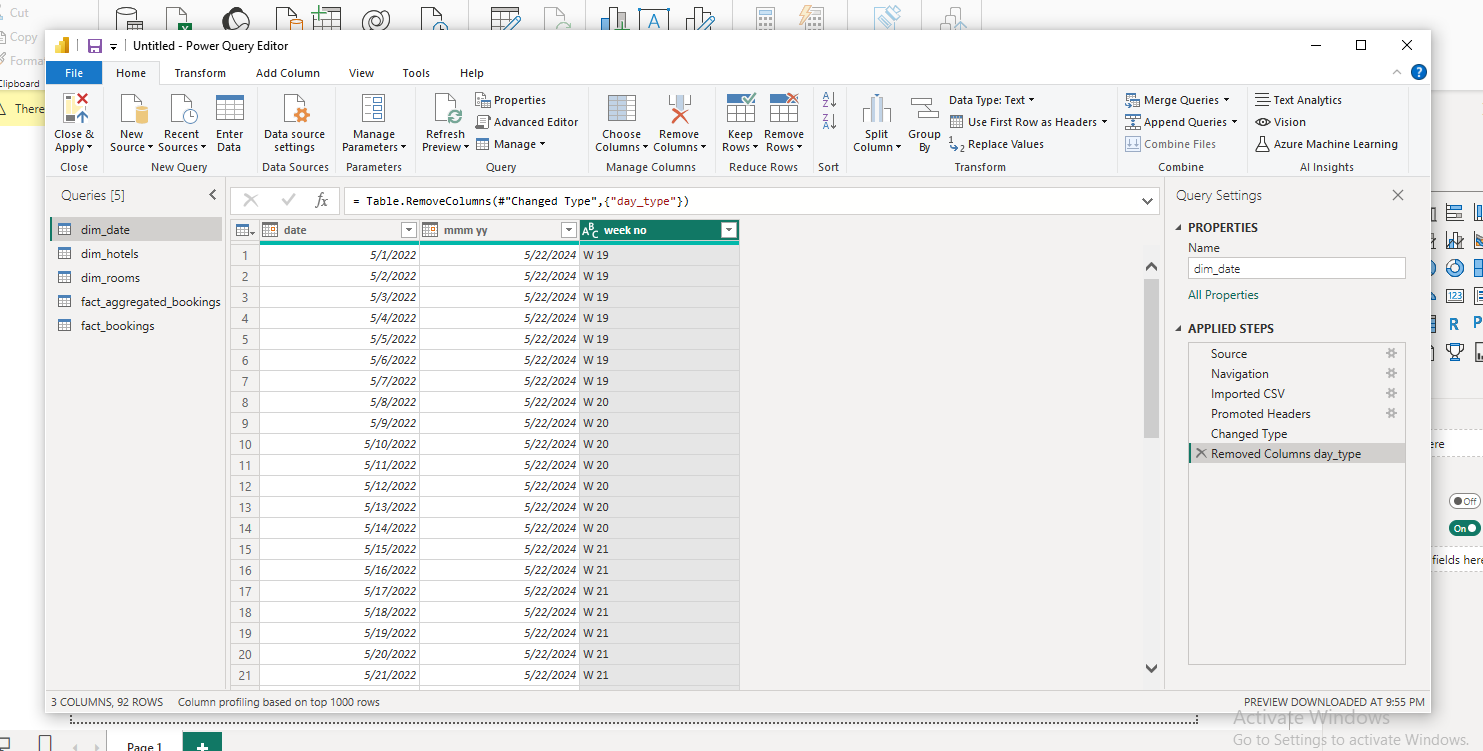 Cut
Copy
Forma
Clipboard
There
Untitled - Power Query Editor
File Home Transform Add Column View Tools Help
Close & Apply
New Source
Recent Sources
Enter Data
Data source settings
Manage Parameters
Refresh Preview
Properties
Advanced Editor
Manage
Choose Columns
Remove Columns
Keep Rows
Remove Rows
Split Column
Group By
Data Type: Text
Use First Row as Headers
Replace Values
Merge Queries
Append Queries
Combine Files
Text Analytics
Vision
Azure Machine Learning
Close New Query Data Sources Parameters Query Manage Columns Reduce Rows Sort Transform Combine AI Insights
Queries [5]
dim_date
dim_hotels
dim_rooms
fact_aggregated_bookings
fact_bookings
fx = Table.RemoveColumns(#"Changed Type",{"day_type"})
date mmm yy ABC week no
1 5/1/2022 5/22/2024 W 19
2 5/2/2022 5/22/2024 W 19
3 5/3/2022 5/22/2024 W 19
4 5/4/2022 5/22/2024 W 19
5 5/5/2022 5/22/2024 W 19
6 5/6/2022 5/22/2024 W 19
7 5/7/2022 5/22/2024 W 19
8 5/8/2022 5/22/2024 W 20
9 5/9/2022 5/22/2024 W 20
10 5/10/2022 5/22/2024 W 20
11 5/11/2022 5/22/2024 W 20
12 5/12/2022 5/22/2024 W 20
13 5/13/2022 5/22/2024 W 20
14 5/14/2022 5/22/2024 W 20
15 5/15/2022 5/22/2024 W 21
16 5/16/2022 5/22/2024 W 21
17 5/17/2022 5/22/2024 W 21
18 5/18/2022 5/22/2024 W 21
19 5/19/2022 5/22/2024 W 21
20 5/20/2022 5/22/2024 W 21
21 5/21/2022 5/22/2024 W 21
Query Settings
PROPERTIES
Name
dim_date
All Properties
APPLIED STEPS
Source
Navigation
Imported CSV
Promoted Headers
Changed Type
Removed Columns day_type
123
R
ere
Off
On
fields here
3 COLUMNS, 92 ROWS Column profiling based on top 1000 rows
PREVIEW DOWNLOADED AT 9:55 PM
Activate Windows
Go to Settings to activate Windows.
Page 1